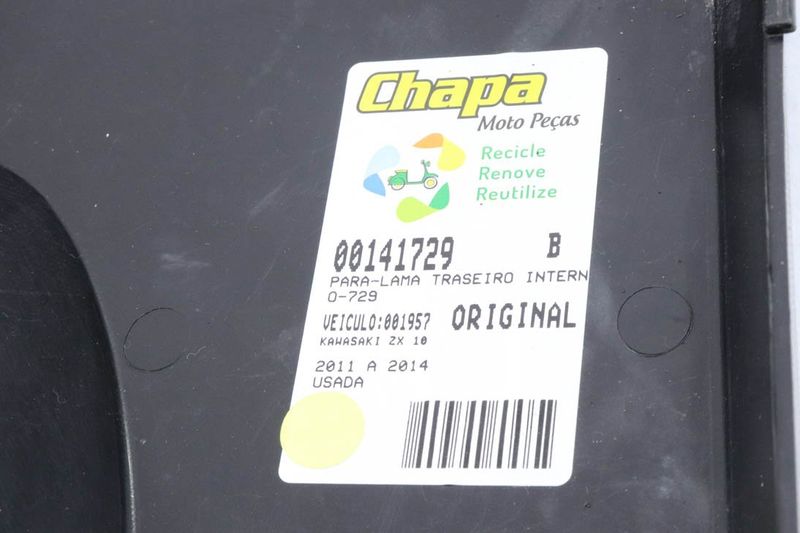 Chapa
Moto Peças
Recicle
Renove
Reutilize
00141729 B
PARA-LAMA TRASEIRO INTERN
O-729
VEICULO:001957 ORIGINAL
KAWASAKI ZX 10
2011 A 2014
USADA